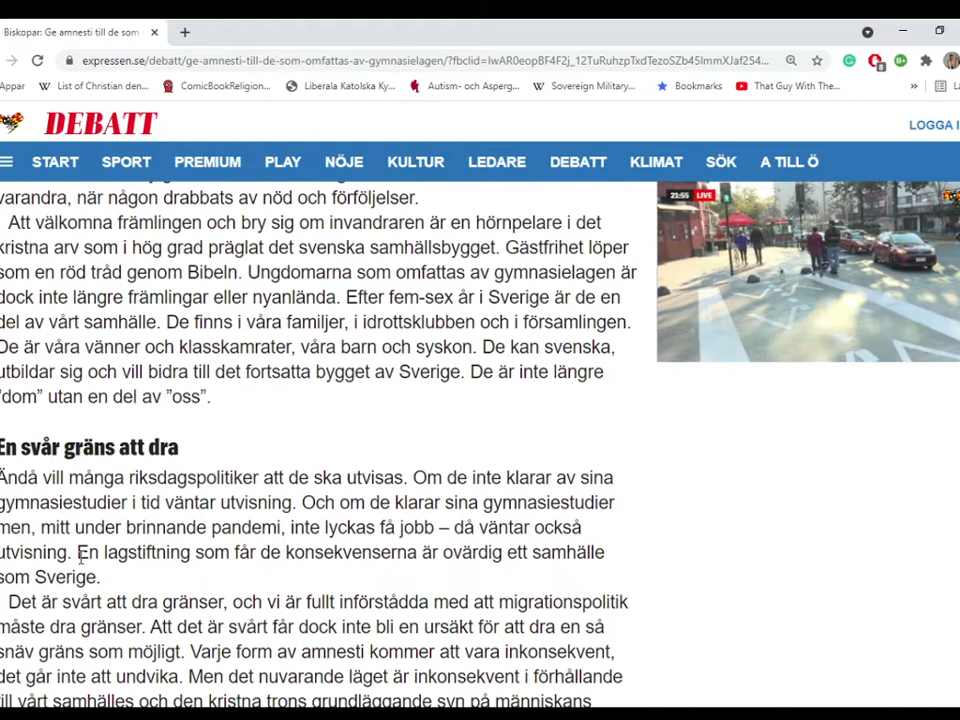 Biskopar: Ge amnesti till de som
expressen.se/debatt/ge-amnesti-till-de-som-omfattas-av-gymnasielagen/?fbclid=IwAR0eopBF4F2j_12TuRuhzpTxdTezoSZb45ImmXJaf254...
Appar
List of Christian den...
ComicBookReligion...
Liberala Katolska Ky...
Autism- och Asperg...
Sovereign Military...
Bookmarks
That Guy With The...
DEBATT
LOGGA I
START SPORT PREMIUM PLAY NÖJE KULTUR LEDARE DEBATT KLIMAT SÖK A TILL Ö
varandra, när någon drabbats av nöd och förföljelser.
Att välkomna främlingen och bry sig om invandraren är en hörnpelare i det
kristna arv som i hög grad präglat det svenska samhällsbygget. Gästfrihet löper
som en röd tråd genom Bibeln. Ungdomarna som omfattas av gymnasielagen är
dock inte längre främlingar eller nyanlända. Efter fem-sex år i Sverige är de en
del av vårt samhälle. De finns i våra familjer, i idrottsklubben och i församlingen.
De är våra vänner och klasskamrater, våra barn och syskon. De kan svenska,
utbildar sig och vill bidra till det fortsatta bygget av Sverige. De är inte längre
”dom” utan en del av ”oss”.
21:55 LIVE
En svår gräns att dra
Ändå vill många riksdagspolitiker att de ska utvisas. Om de inte klarar av sina
gymnasiestudier i tid väntar utvisning. Och om de klarar sina gymnasiestudier
men, mitt under brinnande pandemi, inte lyckas få jobb – då väntar också
utvisning. En lagstiftning som får de konsekvenserna är ovärdig ett samhälle
som Sverige.
Det är svårt att dra gränser, och vi är fullt införstådda med att migrationspolitik
måste dra gränser. Att det är svårt får dock inte bli en ursäkt för att dra en så
snäv gräns som möjligt. Varje form av amnesti kommer att vara inkonsekvent,
det går inte att undvika. Men det nuvarande läget är inkonsekvent i förhållande
till vårt samhälles och den kristna trons grundläggande syn på människans